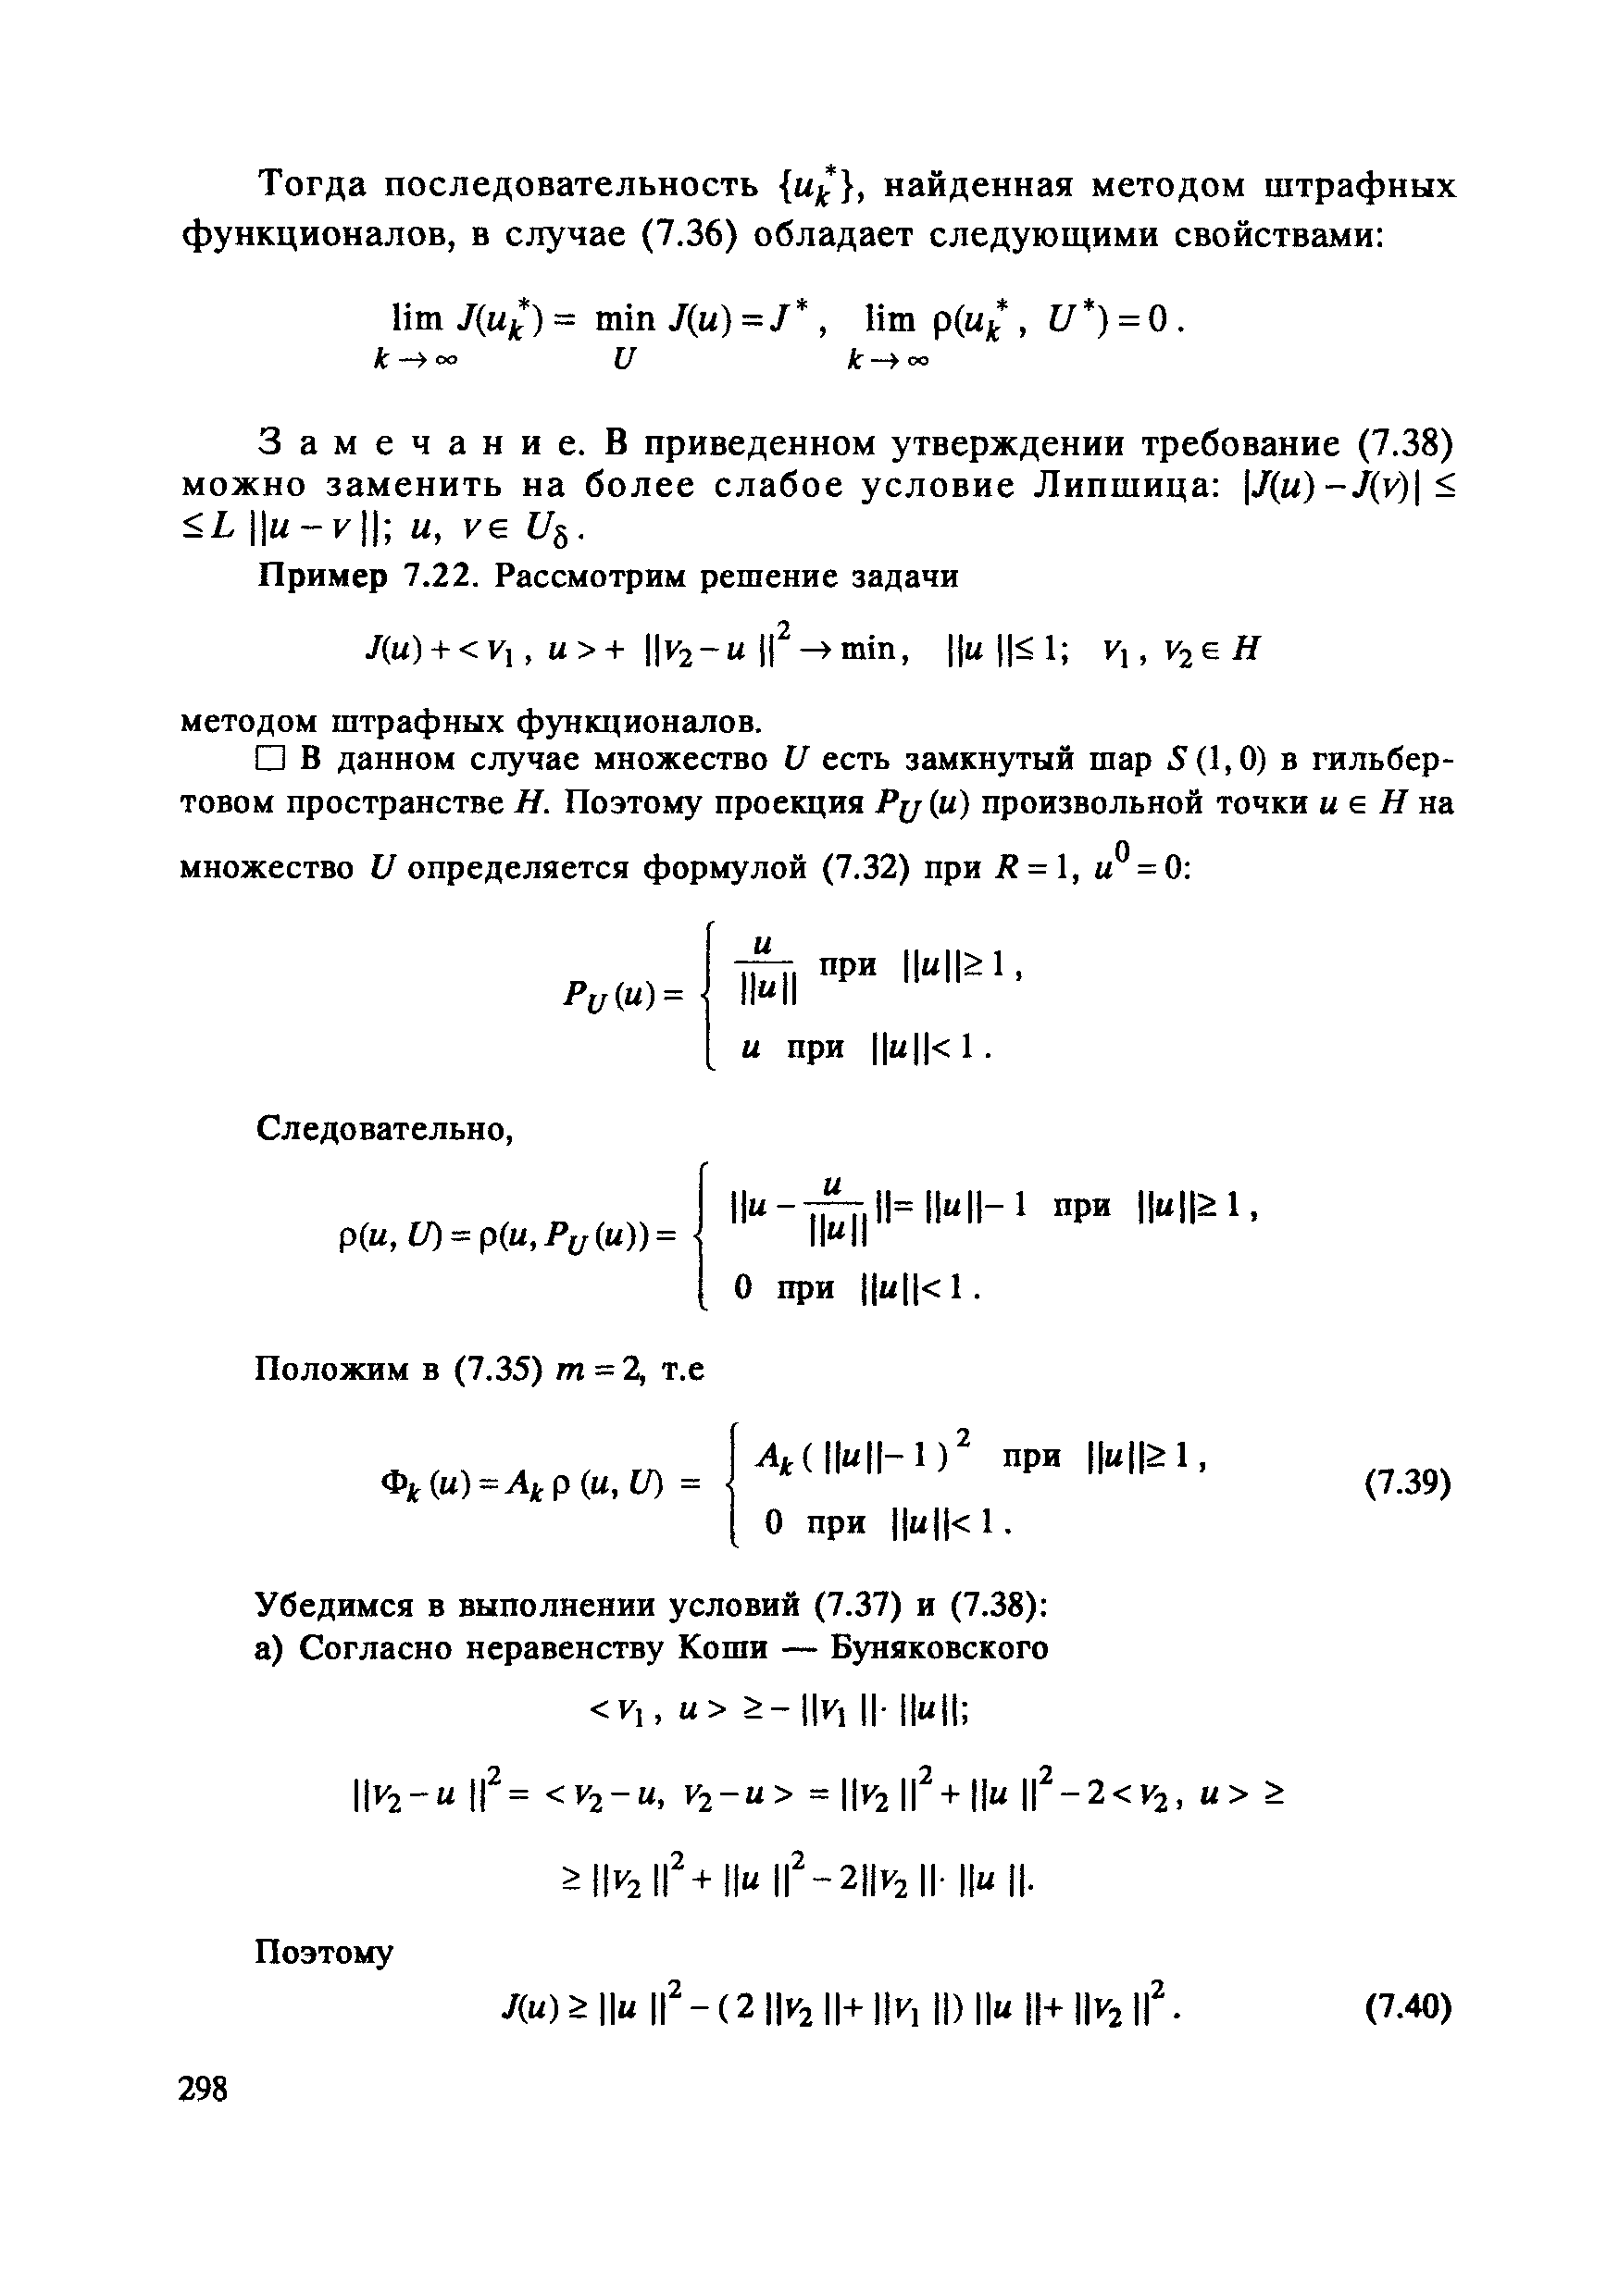 Тогда последовательность {u_k^*}, найденная методом штрафных
функционалов, в случае (7.36) обладает следующими свойствами:
lim J(u_k^*) = min J(u) = J^*, lim ρ(u_k^*, U^*) = 0.
k→∞ U k→∞
З а м е ч а н и е. В приведенном утверждении требование (7.38)
можно заменить на более слабое условие Липшица: |J(u) − J(v)| ≤
≤ L ||u − v||; u, v ∈ U_δ.
Пример 7.22. Рассмотрим решение задачи
J(u) + < v_1, u > + ||v_2 − u||^2 → min, ||u|| ≤ 1; v_1, v_2 ∈ H
методом штрафных функционалов.
□ В данном случае множество U есть замкнутый шар S (1, 0) в гильбер-
товом пространстве H. Поэтому проекция P_U (u) произвольной точки u ∈ H на
множество U определяется формулой (7.32) при R = 1, u^0 = 0:
P_U (u) = { u / ||u|| при ||u|| ≥ 1,
u при ||u|| < 1.
Следовательно,
ρ(u, U) = ρ(u, P_U (u)) = { ||u − u / ||u|| || = ||u|| − 1 при ||u|| ≥ 1,
0 при ||u|| < 1.
Положим в (7.35) m = 2, т.е
Φ_k (u) = A_k ρ (u, U) = { A_k ( ||u|| − 1 )^2 при ||u|| ≥ 1,
0 при ||u|| < 1. (7.39)
Убедимся в выполнении условий (7.37) и (7.38):
а) Согласно неравенству Коши — Буняковского
< v_1, u > ≥ − ||v_1|| · ||u||;
||v_2 − u||^2 = < v_2 − u, v_2 − u > = ||v_2||^2 + ||u||^2 − 2 < v_2, u > ≥
≥ ||v_2||^2 + ||u||^2 − 2||v_2|| · ||u||.
Поэтому
J(u) ≥ ||u||^2 − ( 2 ||v_2|| + ||v_1||) ||u|| + ||v_2||^2. (7.40)
298